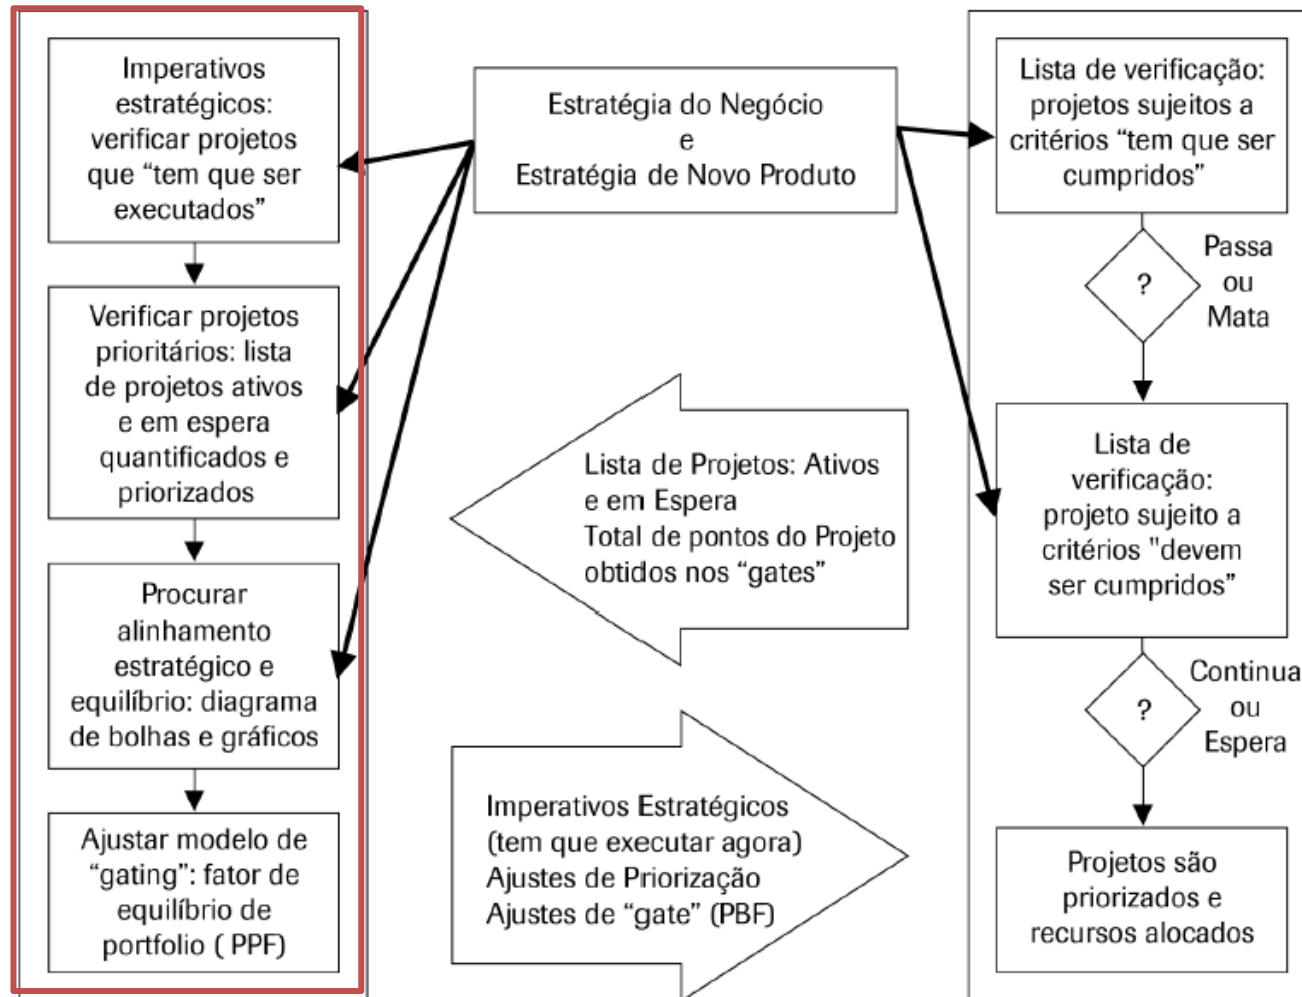 Imperativos
estratégicos:
verificar projetos
que “tem que ser
executados”
Verificar projetos
prioritários: lista
de projetos ativos
e em espera
quantificados e
priorizados
Procurar
alinhamento
estratégico e
equilíbrio: diagrama
de bolhas e gráficos
Ajustar modelo de
“gating”: fator de
equilíbrio de
portfolio ( PPF)
Estratégia do Negócio
e
Estratégia de Novo Produto
Lista de Projetos: Ativos
e em Espera
Total de pontos do Projeto
obtidos nos “gates”
Imperativos Estratégicos
(tem que executar agora)
Ajustes de Priorização
Ajustes de “gate” (PBF)
Lista de verificação:
projetos sujeitos a
critérios “tem que ser
cumpridos”
?
Passa
ou
Mata
Lista de
verificação:
projeto sujeito a
critérios "devem
ser cumpridos”
?
Continua
ou
Espera
Projetos são
priorizados e
recursos alocados